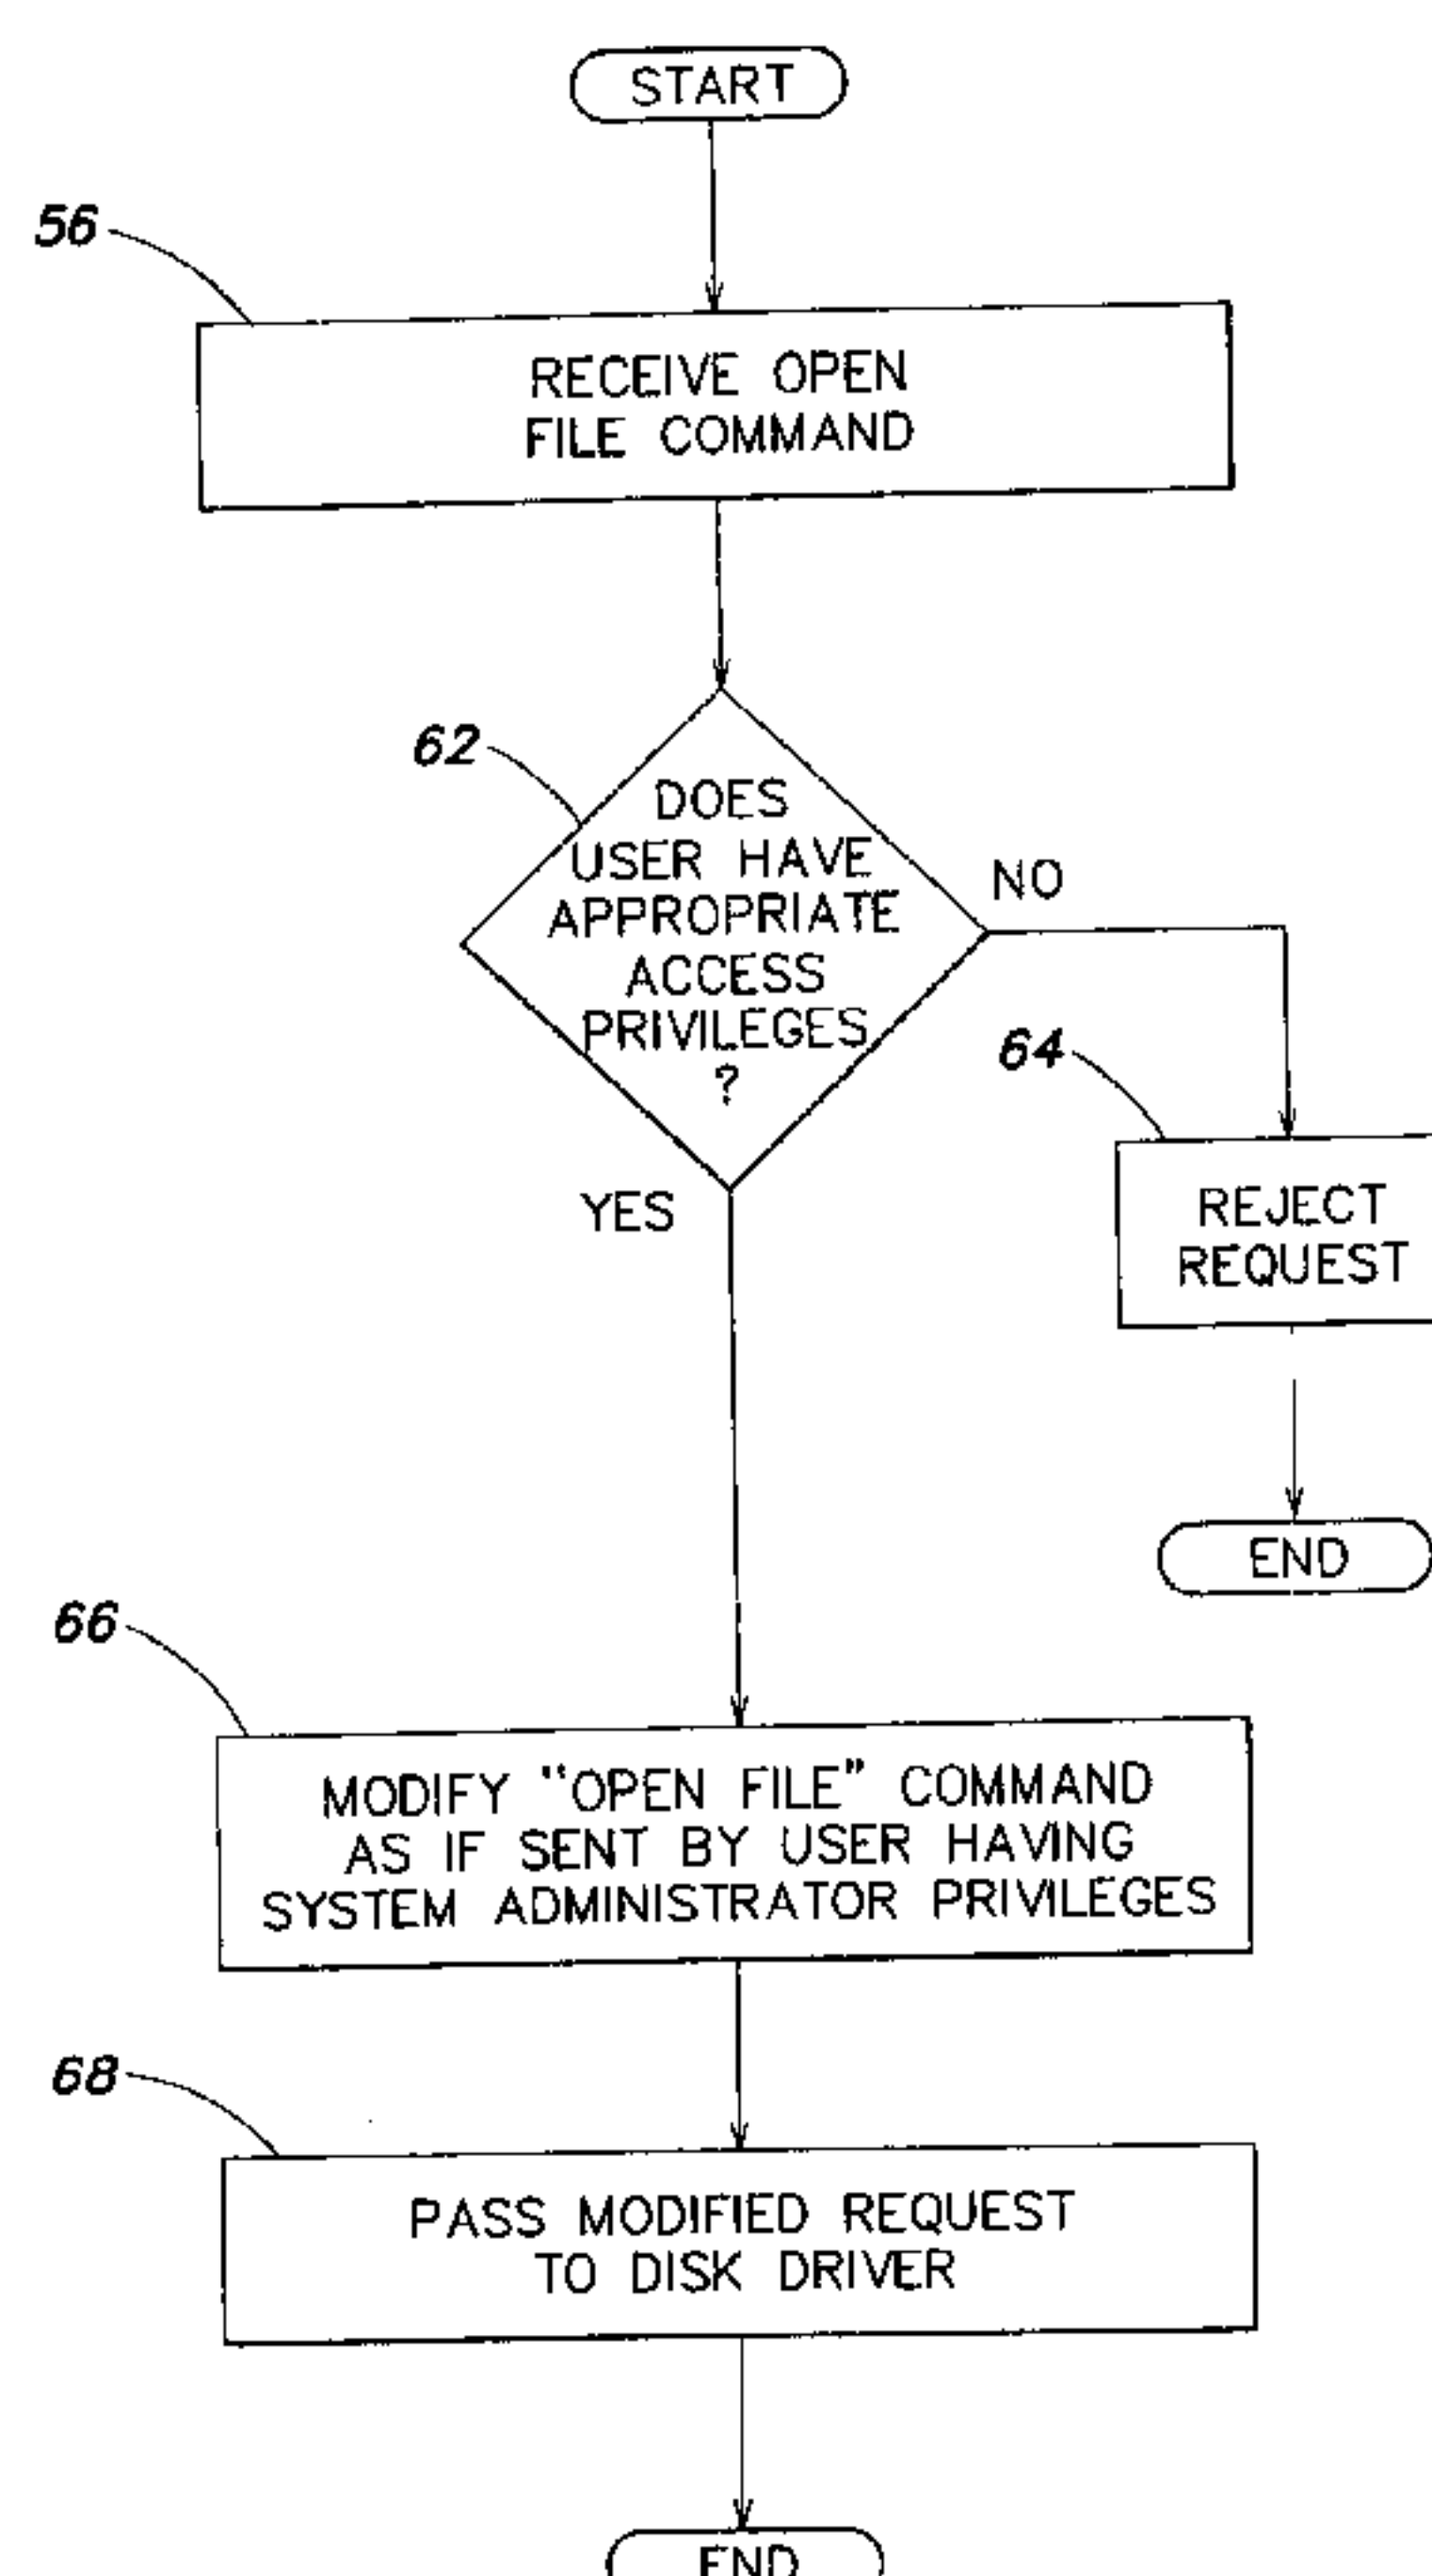 START
56
RECEIVE OPEN
FILE COMMAND
62
DOES
USER HAVE
APPROPRIATE
ACCESS
PRIVILEGES
?
NO
YES
64
REJECT
REQUEST
END
66
MODIFY "OPEN FILE" COMMAND
AS IF SENT BY USER HAVING
SYSTEM ADMINISTRATOR PRIVILEGES
68
PASS MODIFIED REQUEST
TO DISK DRIVER
END